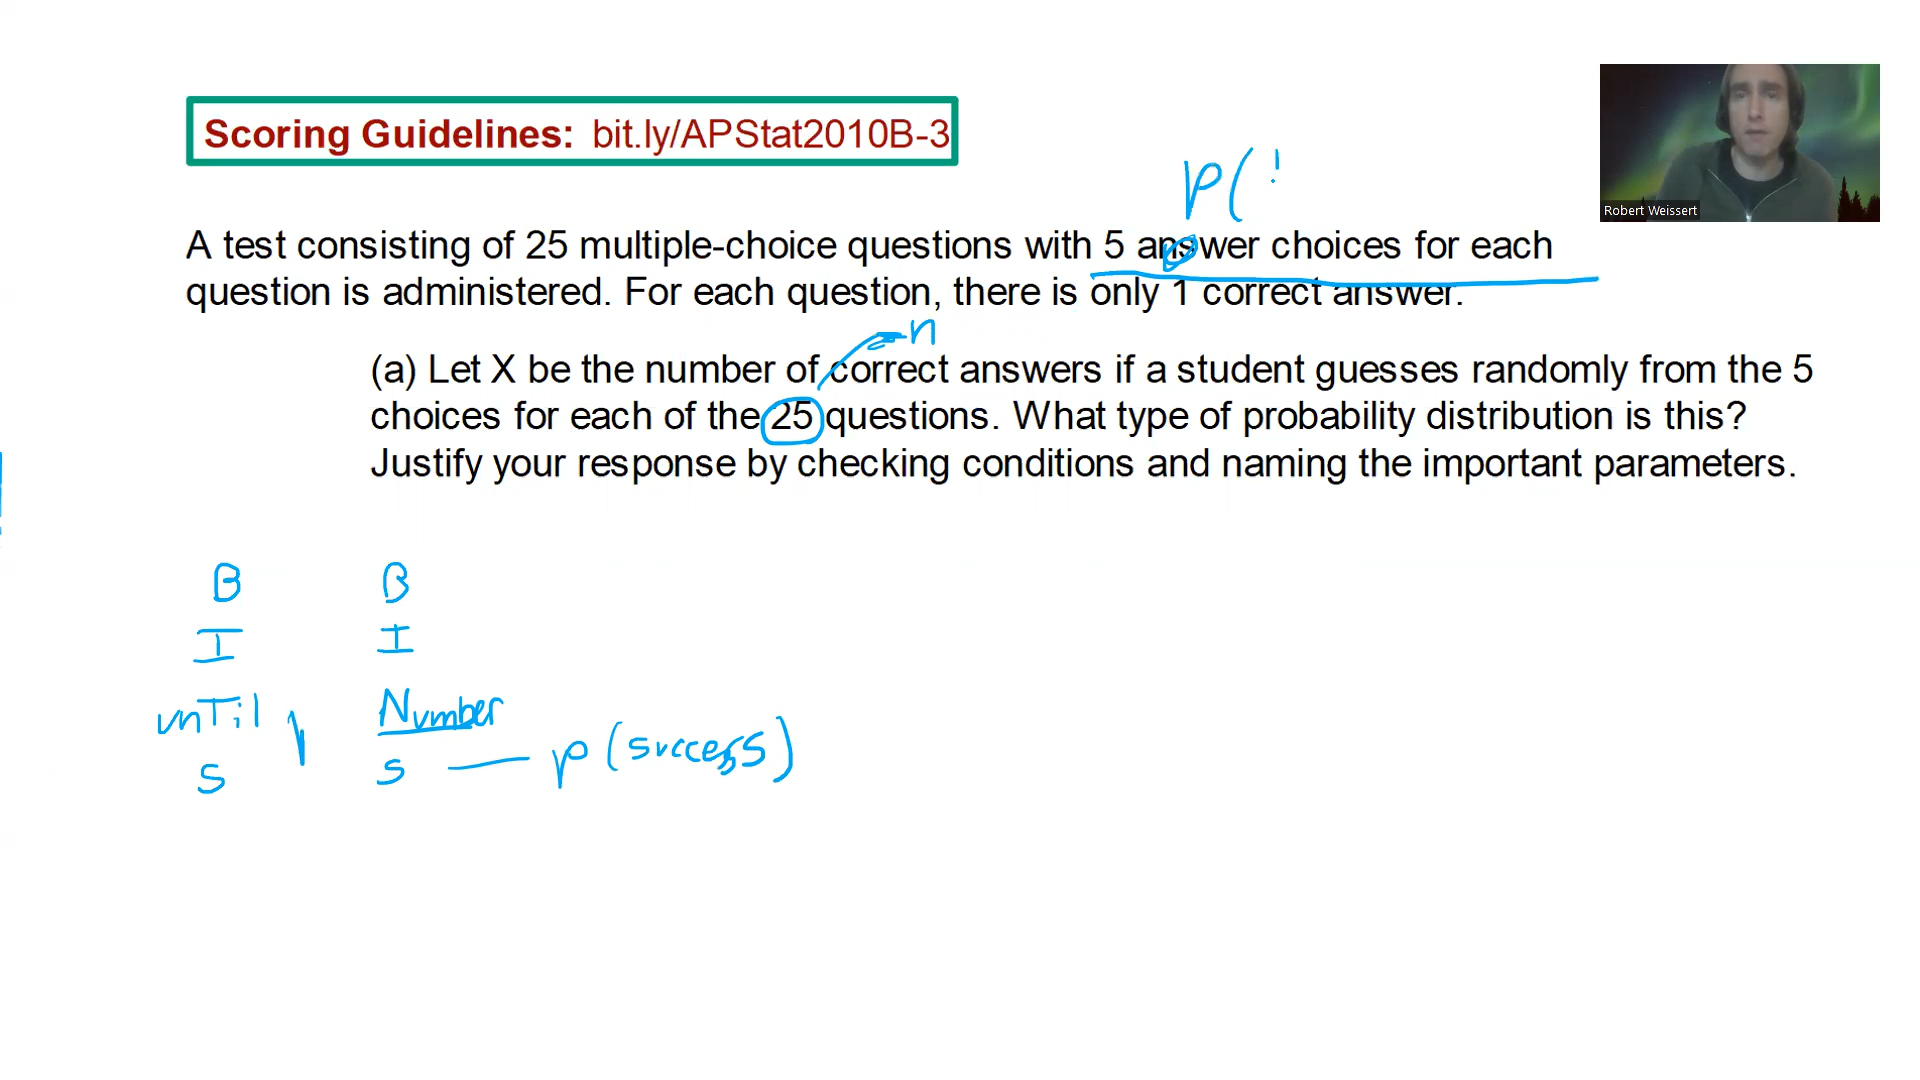 Scoring Guidelines: bit.ly/APStat2010B-3
Robert Weissert
P(
A test consisting of 25 multiple-choice questions with 5 answer choices for each
question is administered. For each question, there is only 1 correct answer.
n
(a) Let X be the number of correct answers if a student guesses randomly from the 5
choices for each of the 25 questions. What type of probability distribution is this?
Justify your response by checking conditions and naming the important parameters.
B B
I I
unTil Number
S S — p (success)